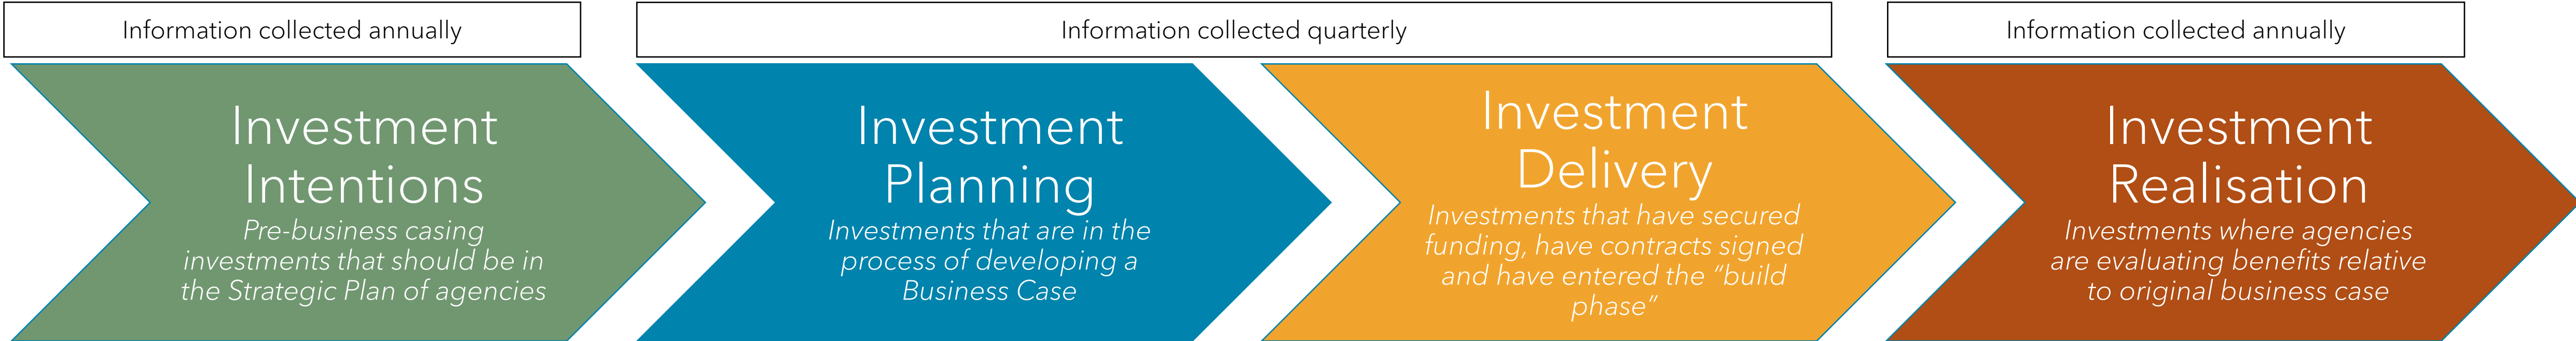 Information collected annually
Information collected quarterly
Information collected annually
Investment
Intentions
Pre-business casing
investments that should be in
the Strategic Plan of agencies
Investment
Planning
Investments that are in the
process of developing a
Business Case
Investment
Delivery
Investments that have secured
funding, have contracts signed
and have entered the “build
phase”
Investment
Realisation
Investments where agencies
are evaluating benefits relative
to original business case